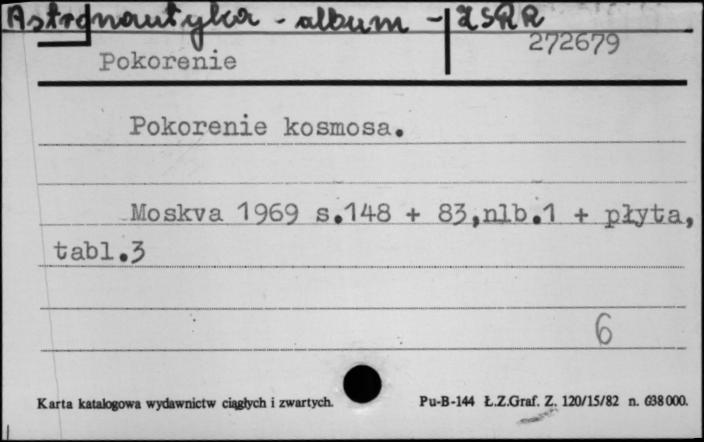 Astronautyka - album - ZSRR
272679
Pokorenie
Pokorenie kosmosa.
Moskva 1969 s.148 + 83,nlb.1 + płyta,
tabl.3
6
Karta katalogowa wydawnictw ciągłych i zwartych. Pu-B-144 Ł.Z.Graf. Z. 120/15/82 n. 638000.